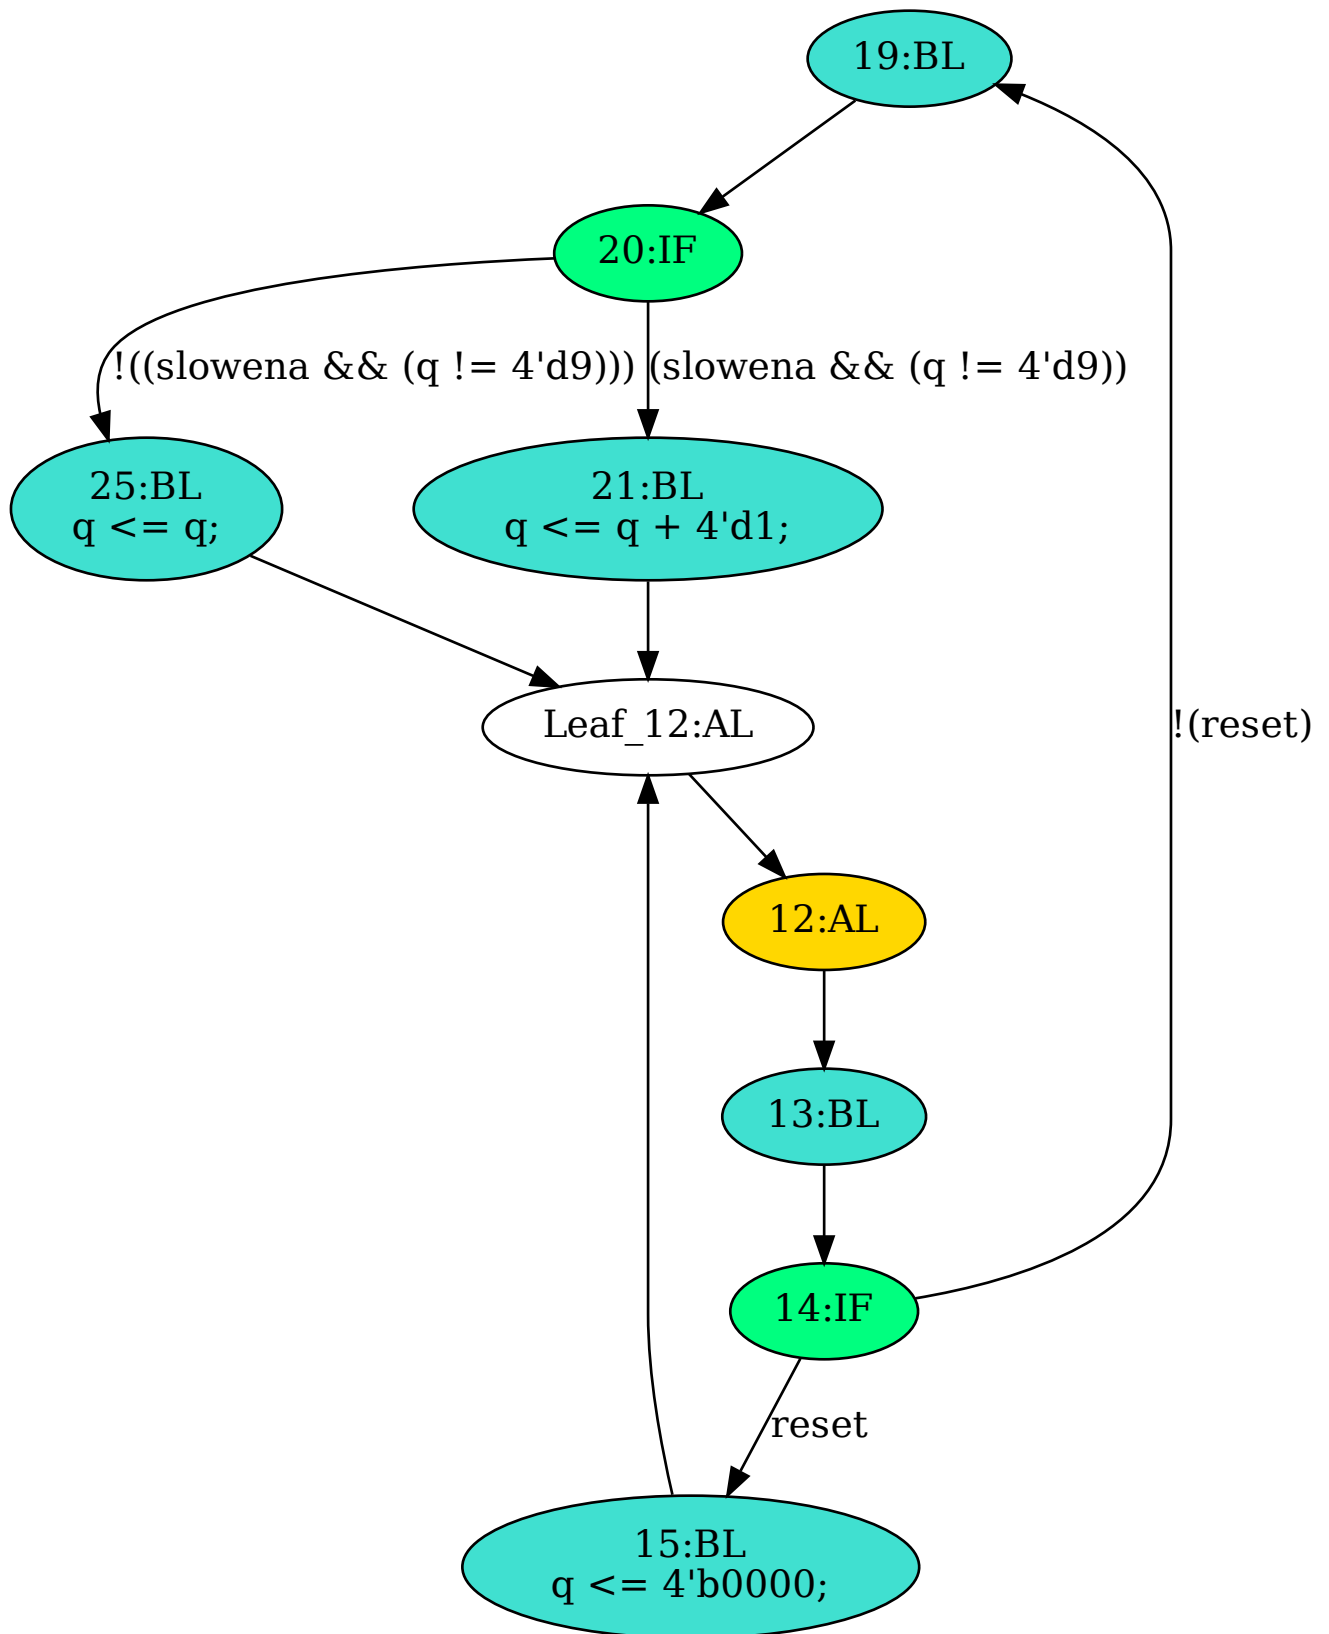 19:BL
20:IF
!((slowena && (q != 4'd9)))
(slowena && (q != 4'd9))
25:BL
q <= q;
21:BL
q <= q + 4'd1;
Leaf_12:AL
!(reset)
12:AL
13:BL
14:IF
reset
15:BL
q <= 4'b0000;